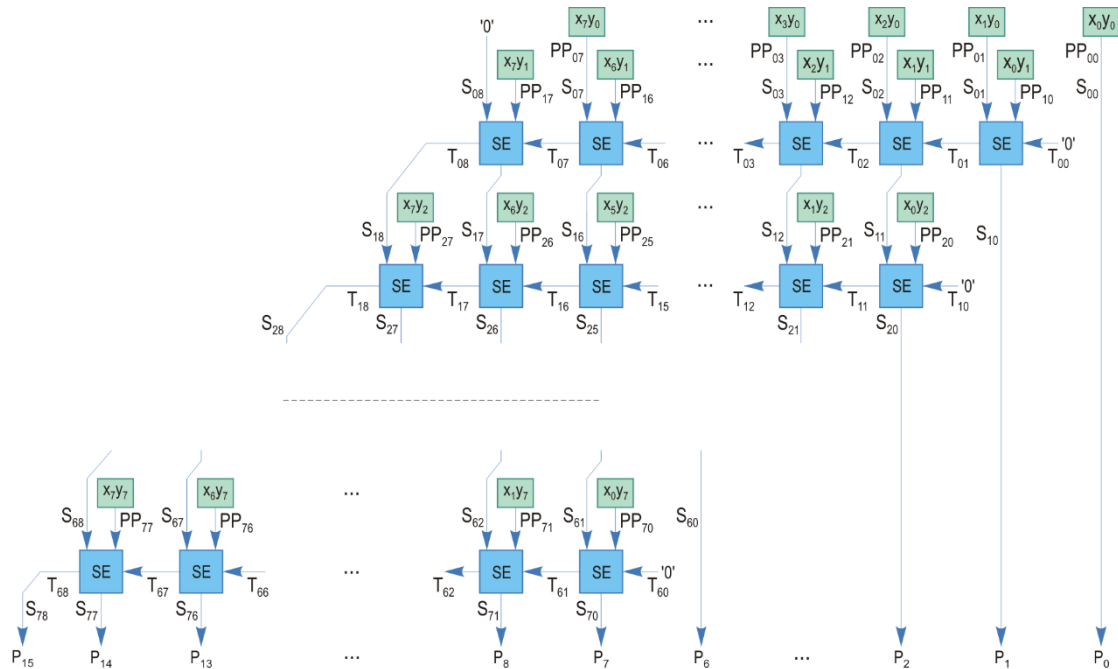 '0' x7y0 ... x3y0 x2y0 x1y0 x0y0
PP07 PP03 PP02 PP01 PP00
x7y1 x6y1 ... x2y1 x1y1 x0y1
S08 PP17 S07 PP16 S03 PP12 S02 PP11 S01 PP10 S00
SE SE ... SE SE SE '0'
T08 T07 T06 T03 T02 T01 T00
x7y2 x6y2 x5y2 ... x1y2 x0y2
S18 PP27 S17 PP26 S16 PP25 S12 PP21 S11 PP20 S10
SE SE SE ... SE SE '0'
T18 T17 T16 T15 T12 T11 T10
S28 S27 S26 S25 S21 S20
x7y7 x6y7 ... x1y7 x0y7
S68 PP77 S67 PP76 S62 PP71 S61 PP70 S60
SE SE ... SE SE '0'
T68 T67 T66 T62 T61 T60
S78 S77 S76 S71 S70
P15 P14 P13 ... P8 P7 P6 ... P2 P1 P0